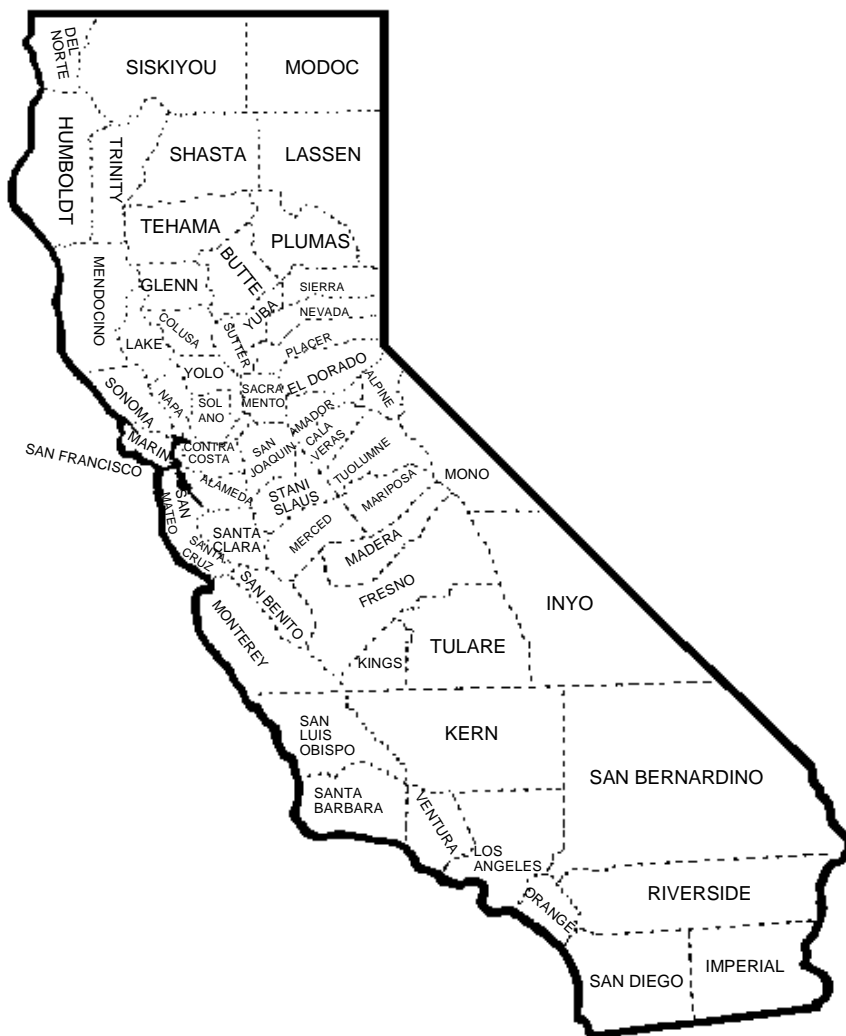 DEL
NORTE
SISKIYOU
MODOC
HUMBOLDT
TRINITY
SHASTA
LASSEN
TEHAMA
PLUMAS
BUTTE
MENDOCINO
GLENN
SIERRA
YUBA
NEVADA
COLUSA
SUTTER
LAKE
PLACER
YOLO
EL DORADO
SONOMA
NAPA
SOL
ANO
SACRA
MENTO
ALPINE
AMADOR
MARIN
CONTRA
COSTA
SAN
JOAQUIN
CALA
VERAS
SAN FRANCISCO
TUOLUMNE
MONO
ALAMEDA
STANI
SLAUS
MARIPOSA
SAN
MATEO
SANTA
CLARA
MERCED
SANTA
CRUZ
MADERA
SAN BENITO
FRESNO
INYO
MONTEREY
KINGS
TULARE
SAN
LUIS
OBISPO
KERN
SAN BERNARDINO
SANTA
BARBARA
VENTURA
LOS
ANGELES
ORANGE
RIVERSIDE
SAN DIEGO
IMPERIAL